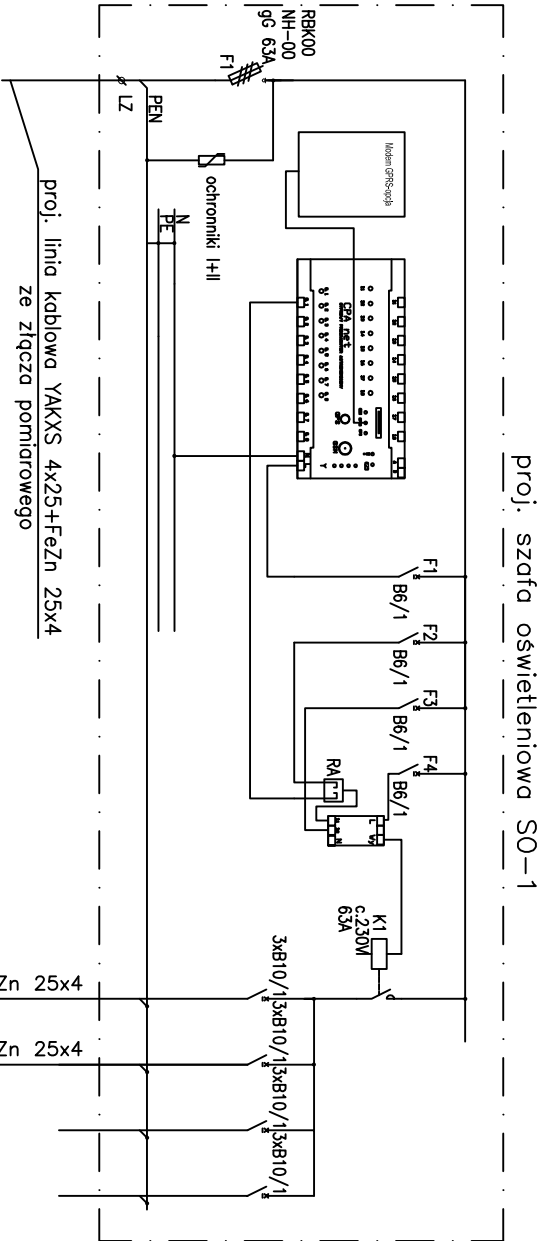 proj. szafa oświetleniowa SO-1
RBK00
NH-00
gG 63A
F1
PEN
LZ
ochronniki I+II
N
PE
Modem GPRS-opcja
CPA net
F1
B6/1
F2
B6/1
F3
B6/1
F4
B6/1
RA
L
Wy
N
K1
c.230V
63A
3xB10/1
3xB10/1
3xB10/1
3xB10/1
proj. linia kablowa YAKXS 4x25+FeZn 25x4
ze złącza pomiarowego
Zn 25x4
Zn 25x4